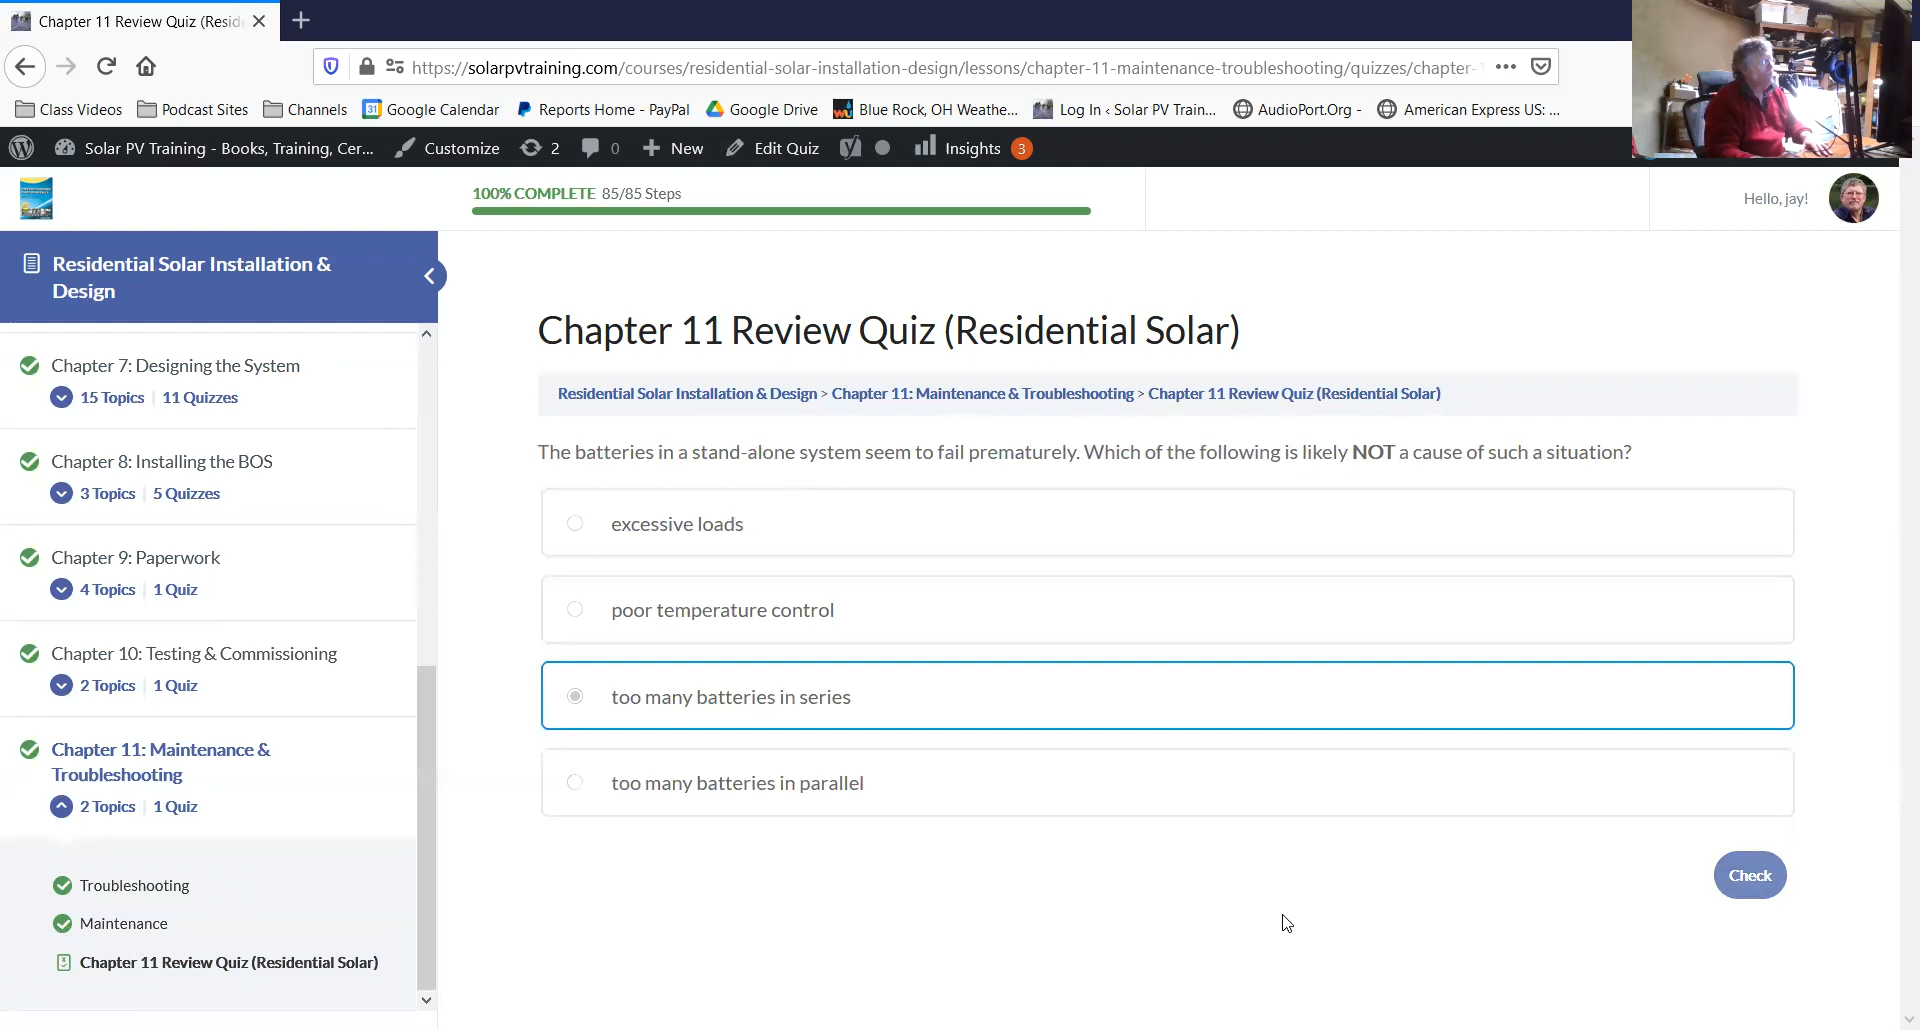 Chapter 11 Review Quiz (Resid
https://solarpvtraining.com/courses/residential-solar-installation-design/lessons/chapter-11-maintenance-troubleshooting/quizzes/chapter-
Class Videos Podcast Sites Channels 31 Google Calendar Reports Home - PayPal Google Drive Blue Rock, OH Weathe... Log In ‹ Solar PV Train... AudioPort.Org - American Express US: ...
Solar PV Training - Books, Training, Cer... Customize 2 0 New Edit Quiz Insights 3
100% COMPLETE 85/85 Steps
Hello, jay!
Residential Solar Installation &
Design
Chapter 7: Designing the System
15 Topics | 11 Quizzes
Chapter 8: Installing the BOS
3 Topics | 5 Quizzes
Chapter 9: Paperwork
4 Topics | 1 Quiz
Chapter 10: Testing & Commissioning
2 Topics | 1 Quiz
Chapter 11: Maintenance &
Troubleshooting
2 Topics | 1 Quiz
Troubleshooting
Maintenance
Chapter 11 Review Quiz (Residential Solar)
Chapter 11 Review Quiz (Residential Solar)
Residential Solar Installation & Design > Chapter 11: Maintenance & Troubleshooting > Chapter 11 Review Quiz (Residential Solar)
The batteries in a stand-alone system seem to fail prematurely. Which of the following is likely NOT a cause of such a situation?
excessive loads
poor temperature control
too many batteries in series
too many batteries in parallel
Check